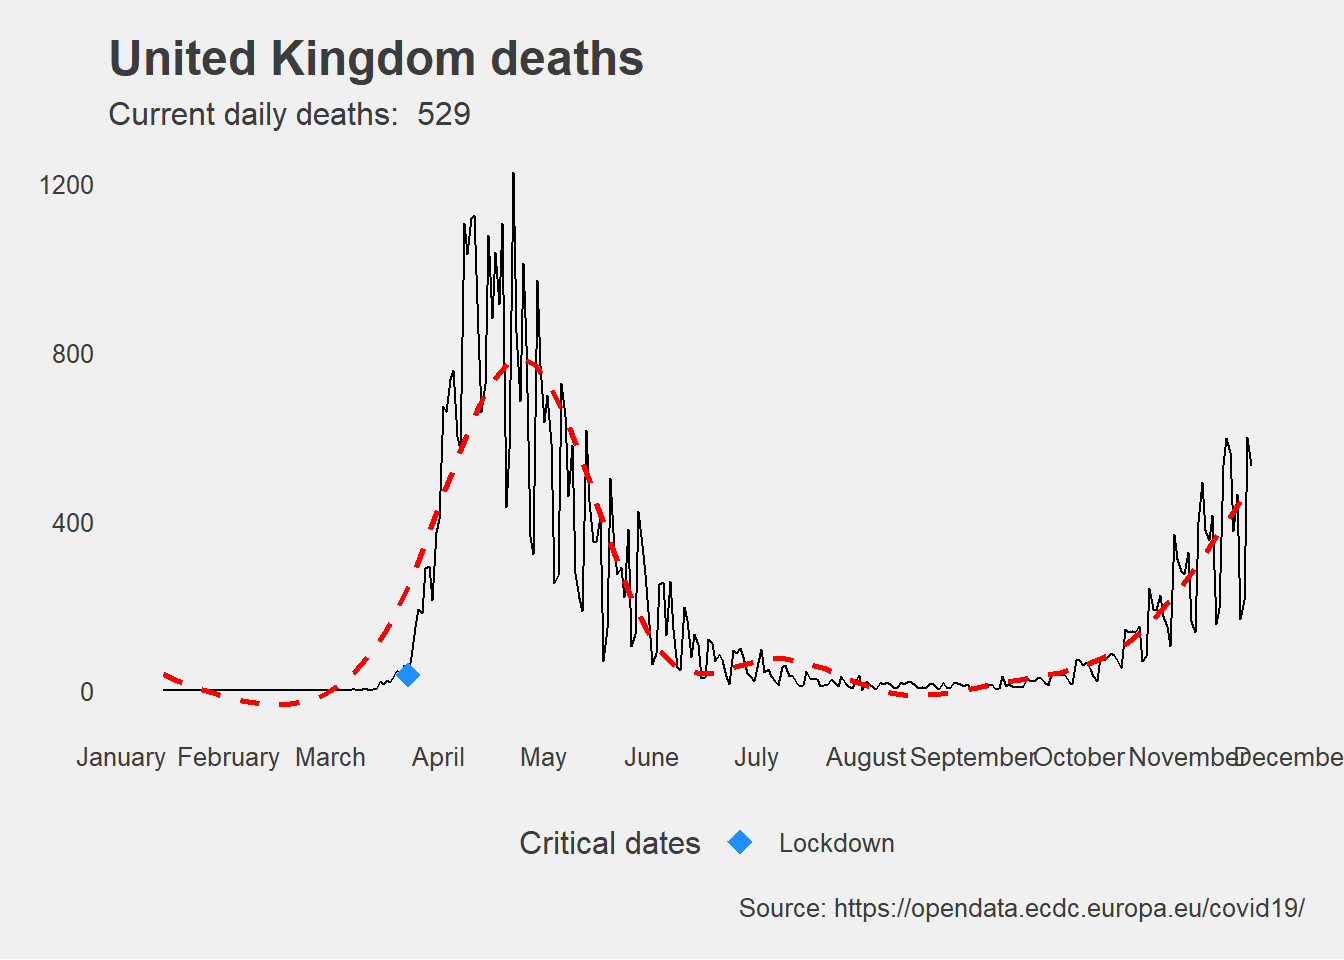 United Kingdom deaths
Current daily deaths:  529
1200
800
400
0
January February March April May June July August September October November December
Critical dates Lockdown
Source: https://opendata.ecdc.europa.eu/covid19/